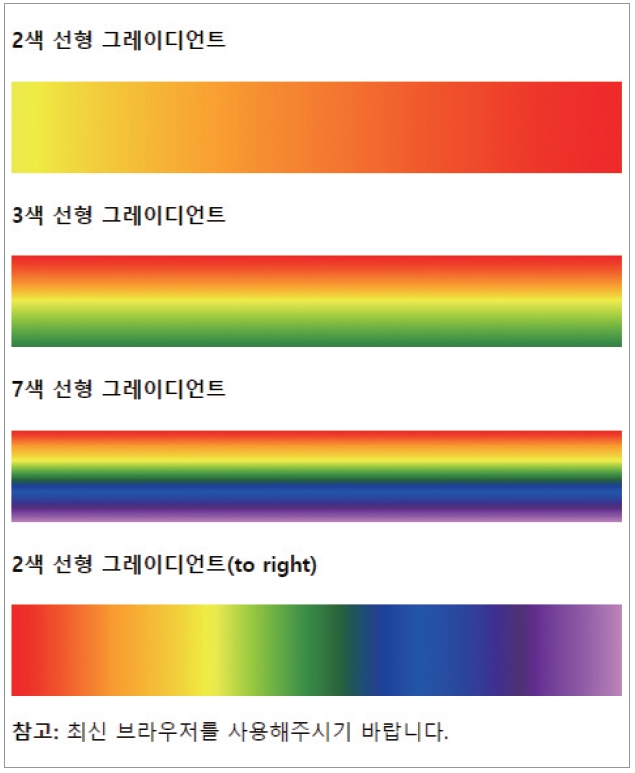 2색 선형 그레이디언트
3색 선형 그레이디언트
7색 선형 그레이디언트
2색 선형 그레이디언트(to right)
참고: 최신 브라우저를 사용해주시기 바랍니다.